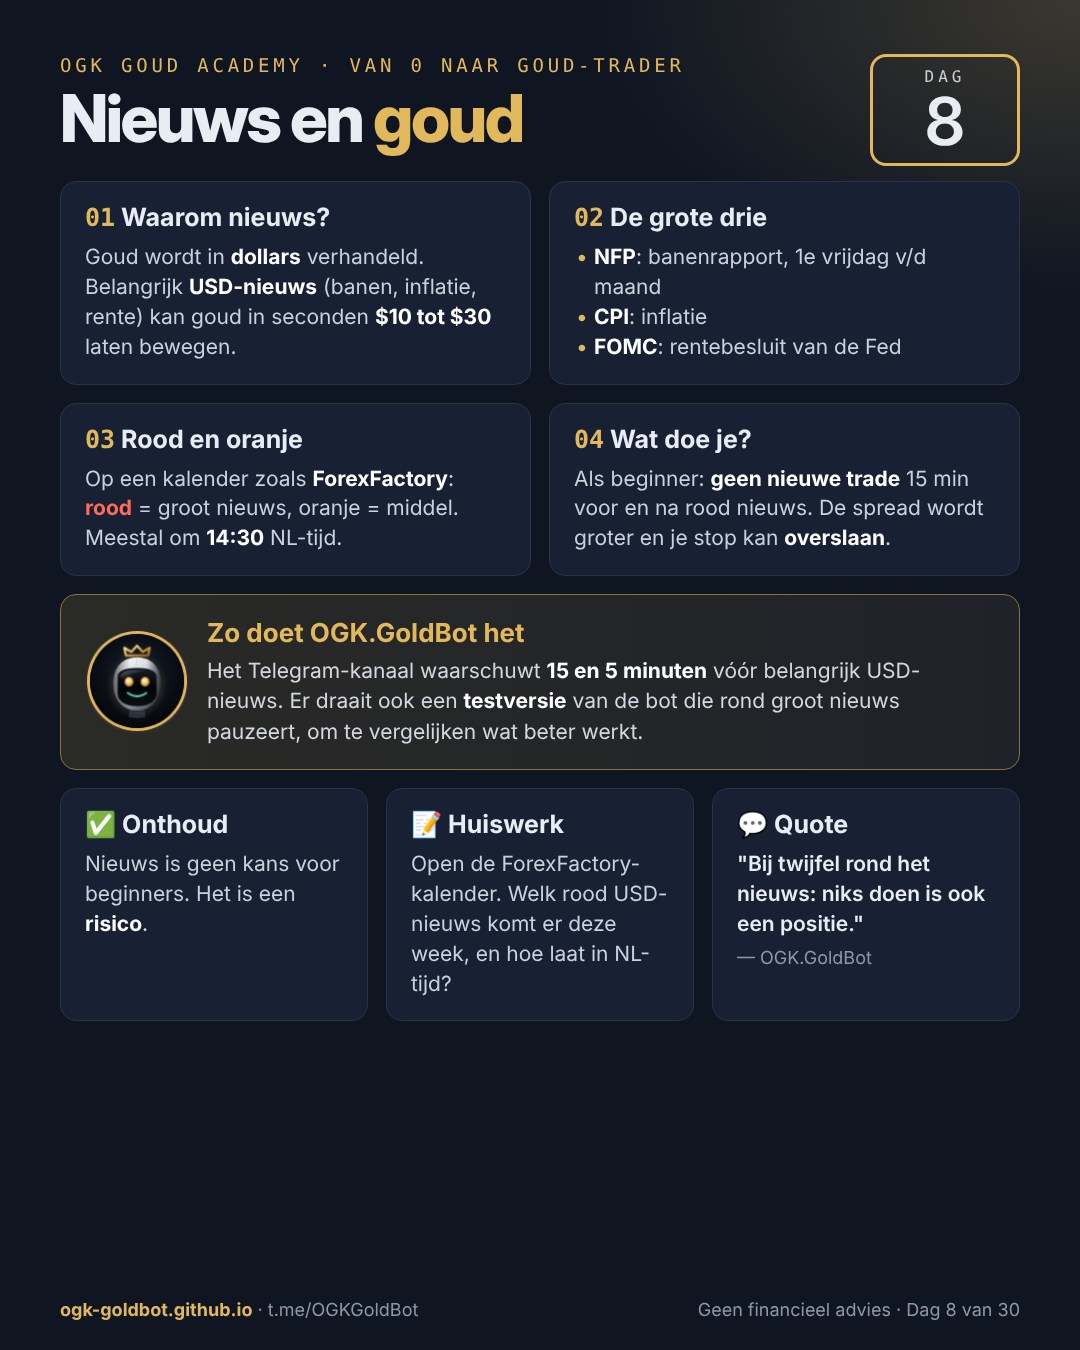 OGK GOUD ACADEMY · VAN 0 NAAR GOUD-TRADER
Nieuws en goud
DAG
8
01 Waarom nieuws?
Goud wordt in dollars verhandeld.
Belangrijk USD-nieuws (banen, inflatie,
rente) kan goud in seconden $10 tot $30
laten bewegen.
02 De grote drie
• NFP: banenrapport, 1e vrijdag v/d
maand
• CPI: inflatie
• FOMC: rentebesluit van de Fed
03 Rood en oranje
Op een kalender zoals ForexFactory:
rood = groot nieuws, oranje = middel.
Meestal om 14:30 NL-tijd.
04 Wat doe je?
Als beginner: geen nieuwe trade 15 min
voor en na rood nieuws. De spread wordt
groter en je stop kan overslaan.
Zo doet OGK.GoldBot het
Het Telegram-kanaal waarschuwt 15 en 5 minuten vóór belangrijk USD-
nieuws. Er draait ook een testversie van de bot die rond groot nieuws
pauzeert, om te vergelijken wat beter werkt.
✅ Onthoud
Nieuws is geen kans voor
beginners. Het is een
risico.
📝 Huiswerk
Open de ForexFactory-
kalender. Welk rood USD-
nieuws komt er deze
week, en hoe laat in NL-
tijd?
💬 Quote
"Bij twijfel rond het
nieuws: niks doen is ook
een positie."
— OGK.GoldBot
ogk-goldbot.github.io · t.me/OGKGoldBot
Geen financieel advies · Dag 8 van 30